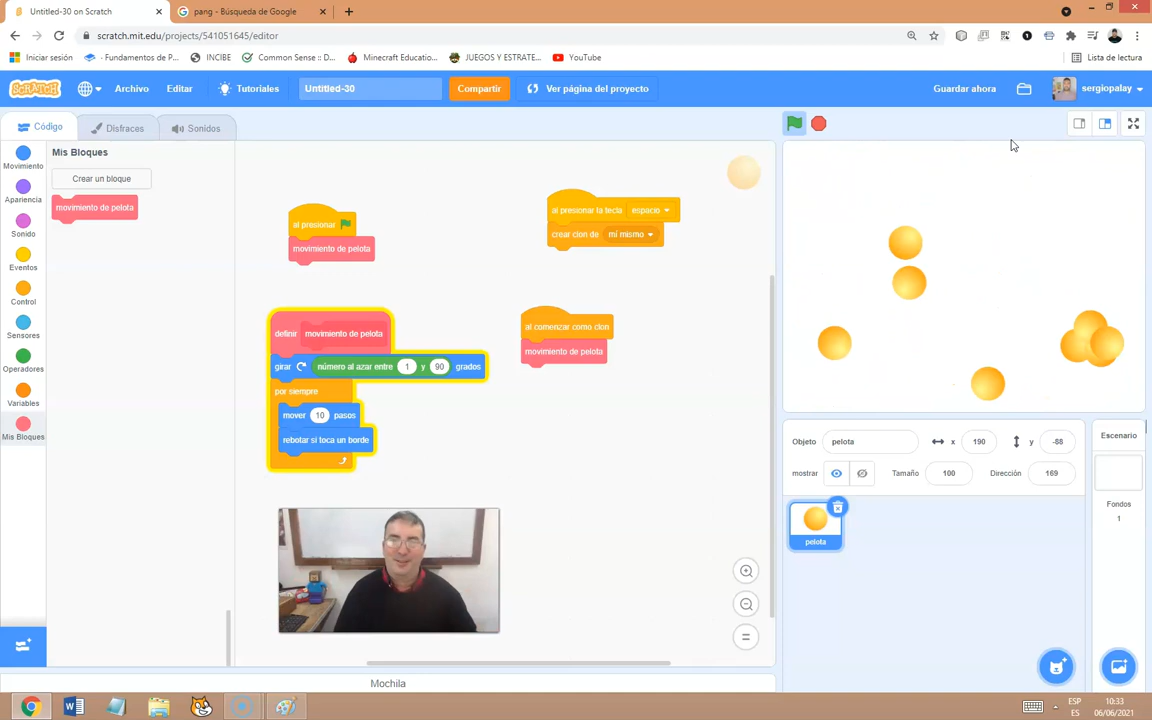 Untitled-30 on Scratch
pang - Búsqueda de Google
scratch.mit.edu/projects/541051645/editor
Iniciar sesión
- Fundamentos de P...
INCIBE
Common Sense :: D...
Minecraft Educatio...
JUEGOS Y ESTRATE...
YouTube
Lista de lectura
SCRATCH
Archivo
Editar
Tutoriales
Untitled-30
Compartir
Ver página del proyecto
Guardar ahora
sergiopalay
Código
Disfraces
Sonidos
Movimiento
Apariencia
Sonido
Eventos
Control
Sensores
Operadores
Variables
Mis Bloques
Mis Bloques
Crear un bloque
movimiento de pelota
al presionar
movimiento de pelota
al presionar la tecla espacio
crear clon de mí mismo
definir movimiento de pelota
girar número al azar entre 1 y 90 grados
por siempre
mover 10 pasos
rebotar si toca un borde
al comenzar como clon
movimiento de pelota
Objeto pelota x 190 y -88
mostrar Tamaño 100 Dirección 169
pelota
Escenario
Fondos
1
Mochila
ESP
ES
10:33
06/06/2021